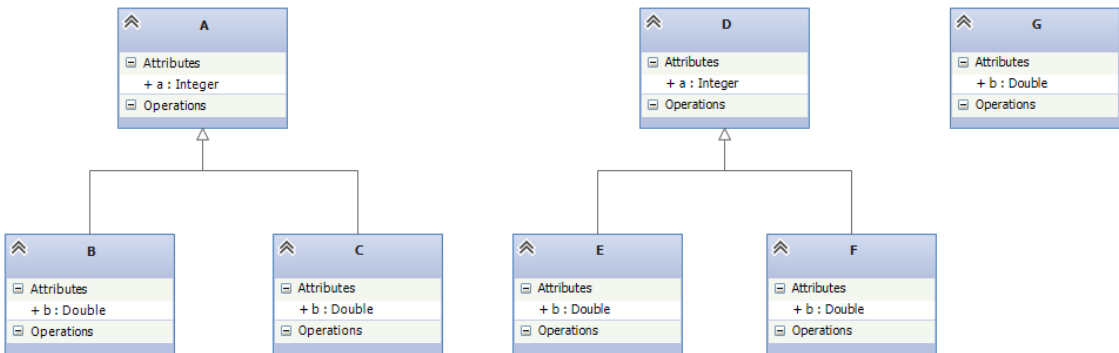 A
Attributes
+ a : Integer
Operations
D
Attributes
+ a : Integer
Operations
G
Attributes
+ b : Double
Operations
B
Attributes
+ b : Double
Operations
C
Attributes
+ b : Double
Operations
E
Attributes
+ b : Double
Operations
F
Attributes
+ b : Double
Operations